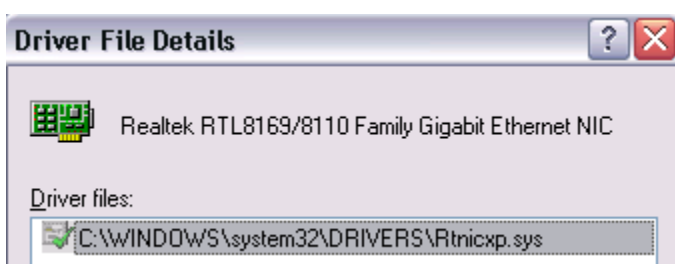 Driver File Details
Realtek RTL8169/8110 Family Gigabit Ethernet NIC
Driver files:
C:\WINDOWS\system32\DRIVERS\Rtnicxp.sys